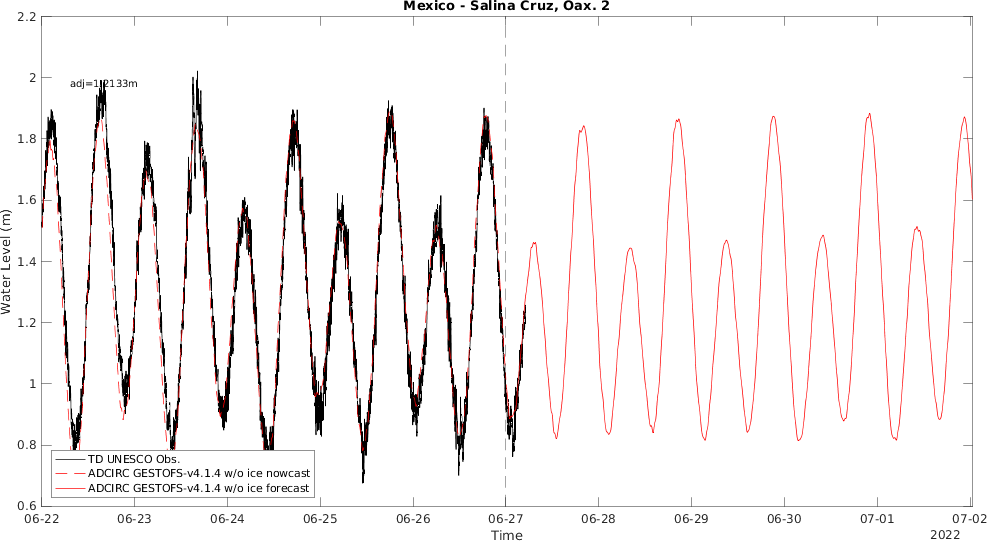 Mexico - Salina Cruz, Oax. 2
2.2
2
1.8
1.6
1.4
1.2
1
0.8
0.6
Water Level (m)
adj=1.2133m
TD UNESCO Obs.
ADCIRC GESTOFS-v4.1.4 w/o ice nowcast
ADCIRC GESTOFS-v4.1.4 w/o ice forecast
06-22 06-23 06-24 06-25 06-26 06-27 06-28 06-29 06-30 07-01 07-02
Time
2022